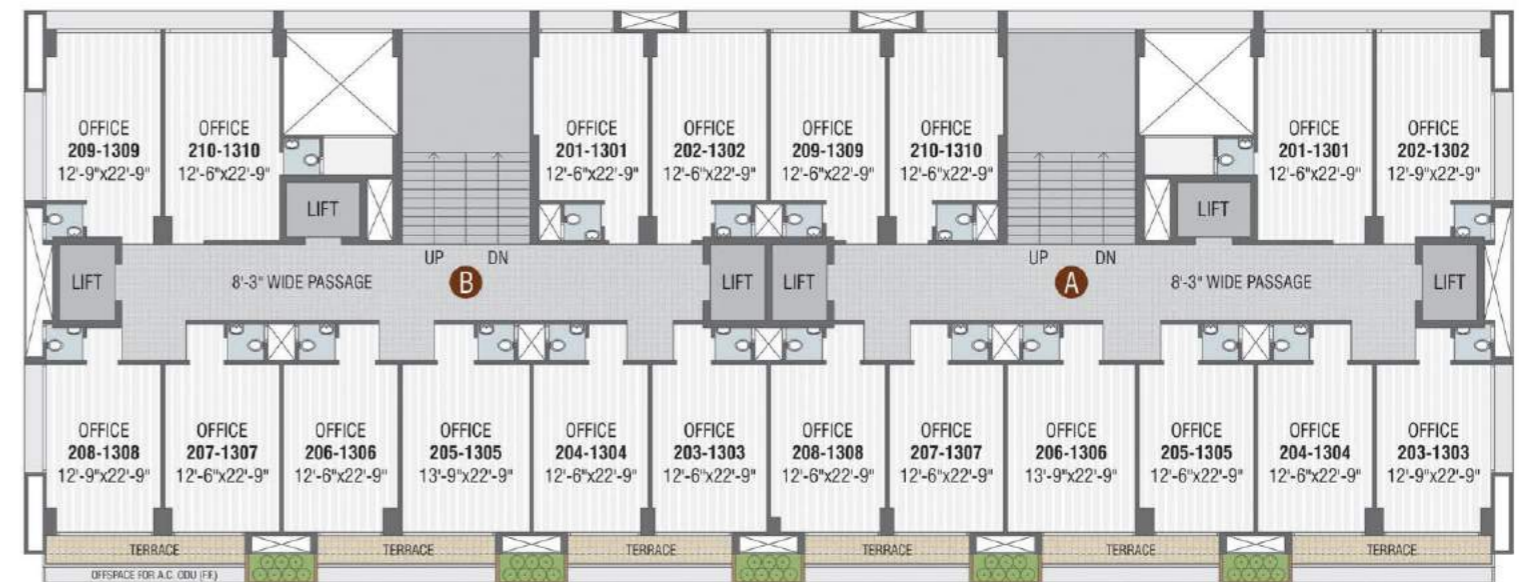 OFFICE
209-1309
12'-9"x22'-9"
OFFICE
210-1310
12'-6"x22'-9"
OFFICE
201-1301
12'-6"x22'-9"
OFFICE
202-1302
12'-6"x22'-9"
OFFICE
209-1309
12'-6"x22'-9"
OFFICE
210-1310
12'-6"x22'-9"
OFFICE
201-1301
12'-6"x22'-9"
OFFICE
202-1302
12'-9"x22'-9"
LIFT
LIFT
UP DN
UP DN
LIFT
8'-3" WIDE PASSAGE
B
LIFT
LIFT
A
8'-3" WIDE PASSAGE
LIFT
OFFICE
208-1308
12'-9"x22'-9"
OFFICE
207-1307
12'-6"x22'-9"
OFFICE
206-1306
12'-6"x22'-9"
OFFICE
205-1305
13'-9"x22'-9"
OFFICE
204-1304
12'-6"x22'-9"
OFFICE
203-1303
12'-6"x22'-9"
OFFICE
208-1308
12'-6"x22'-9"
OFFICE
207-1307
12'-6"x22'-9"
OFFICE
206-1306
13'-9"x22'-9"
OFFICE
205-1305
12'-6"x22'-9"
OFFICE
204-1304
12'-6"x22'-9"
OFFICE
203-1303
12'-9"x22'-9"
TERRACE
TERRACE
TERRACE
TERRACE
TERRACE
TERRACE
OFFSPACE FOR A.C. ODU (F.F.)